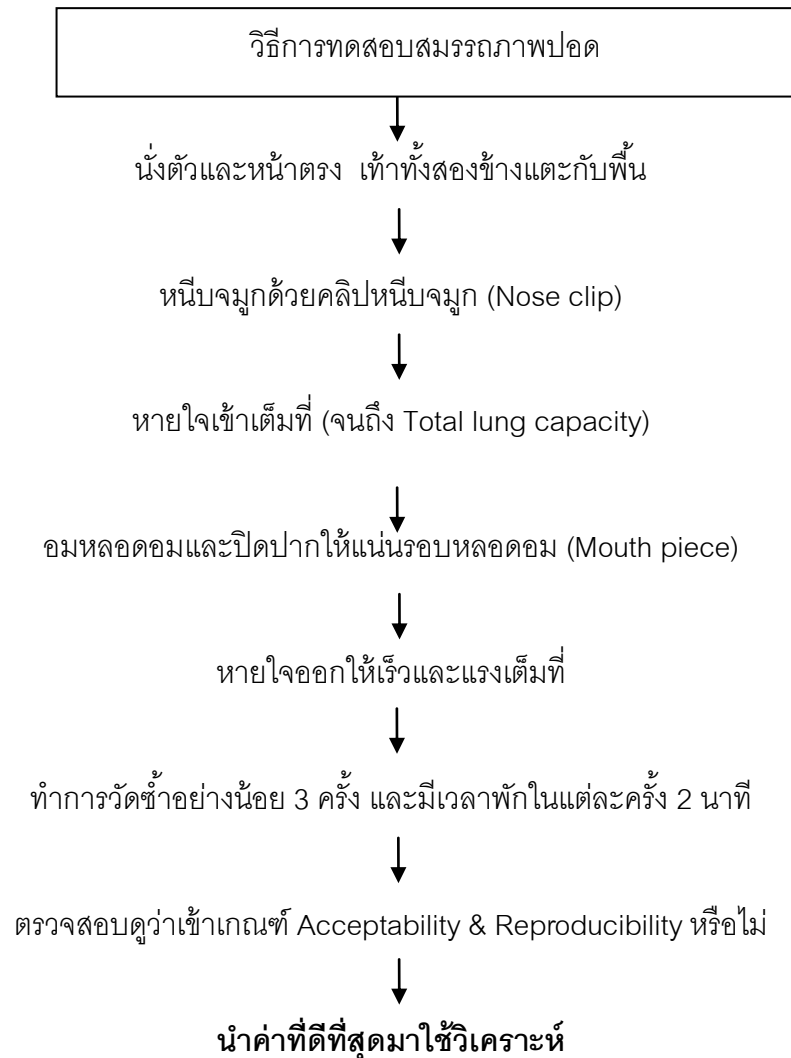 วิธีการทดสอบสมรรถภาพปอด
นั่งตัวและหน้าตรง เท้าทั้งสองข้างแตะกับพื้น
หนีบจมูกด้วยคลิปหนีบจมูก (Nose clip)
หายใจเข้าเต็มที่ (จนถึง Total lung capacity)
อมหลอดอมและปิดปากให้แน่นรอบหลอดอม (Mouth piece)
หายใจออกให้เร็วและแรงเต็มที่
ทำการวัดซ้ำอย่างน้อย 3 ครั้ง และมีเวลาพักในแต่ละครั้ง 2 นาที
ตรวจสอบดูว่าเข้าเกณฑ์ Acceptability & Reproducibility หรือไม่
นำค่าที่ดีที่สุดมาใช้วิเคราะห์